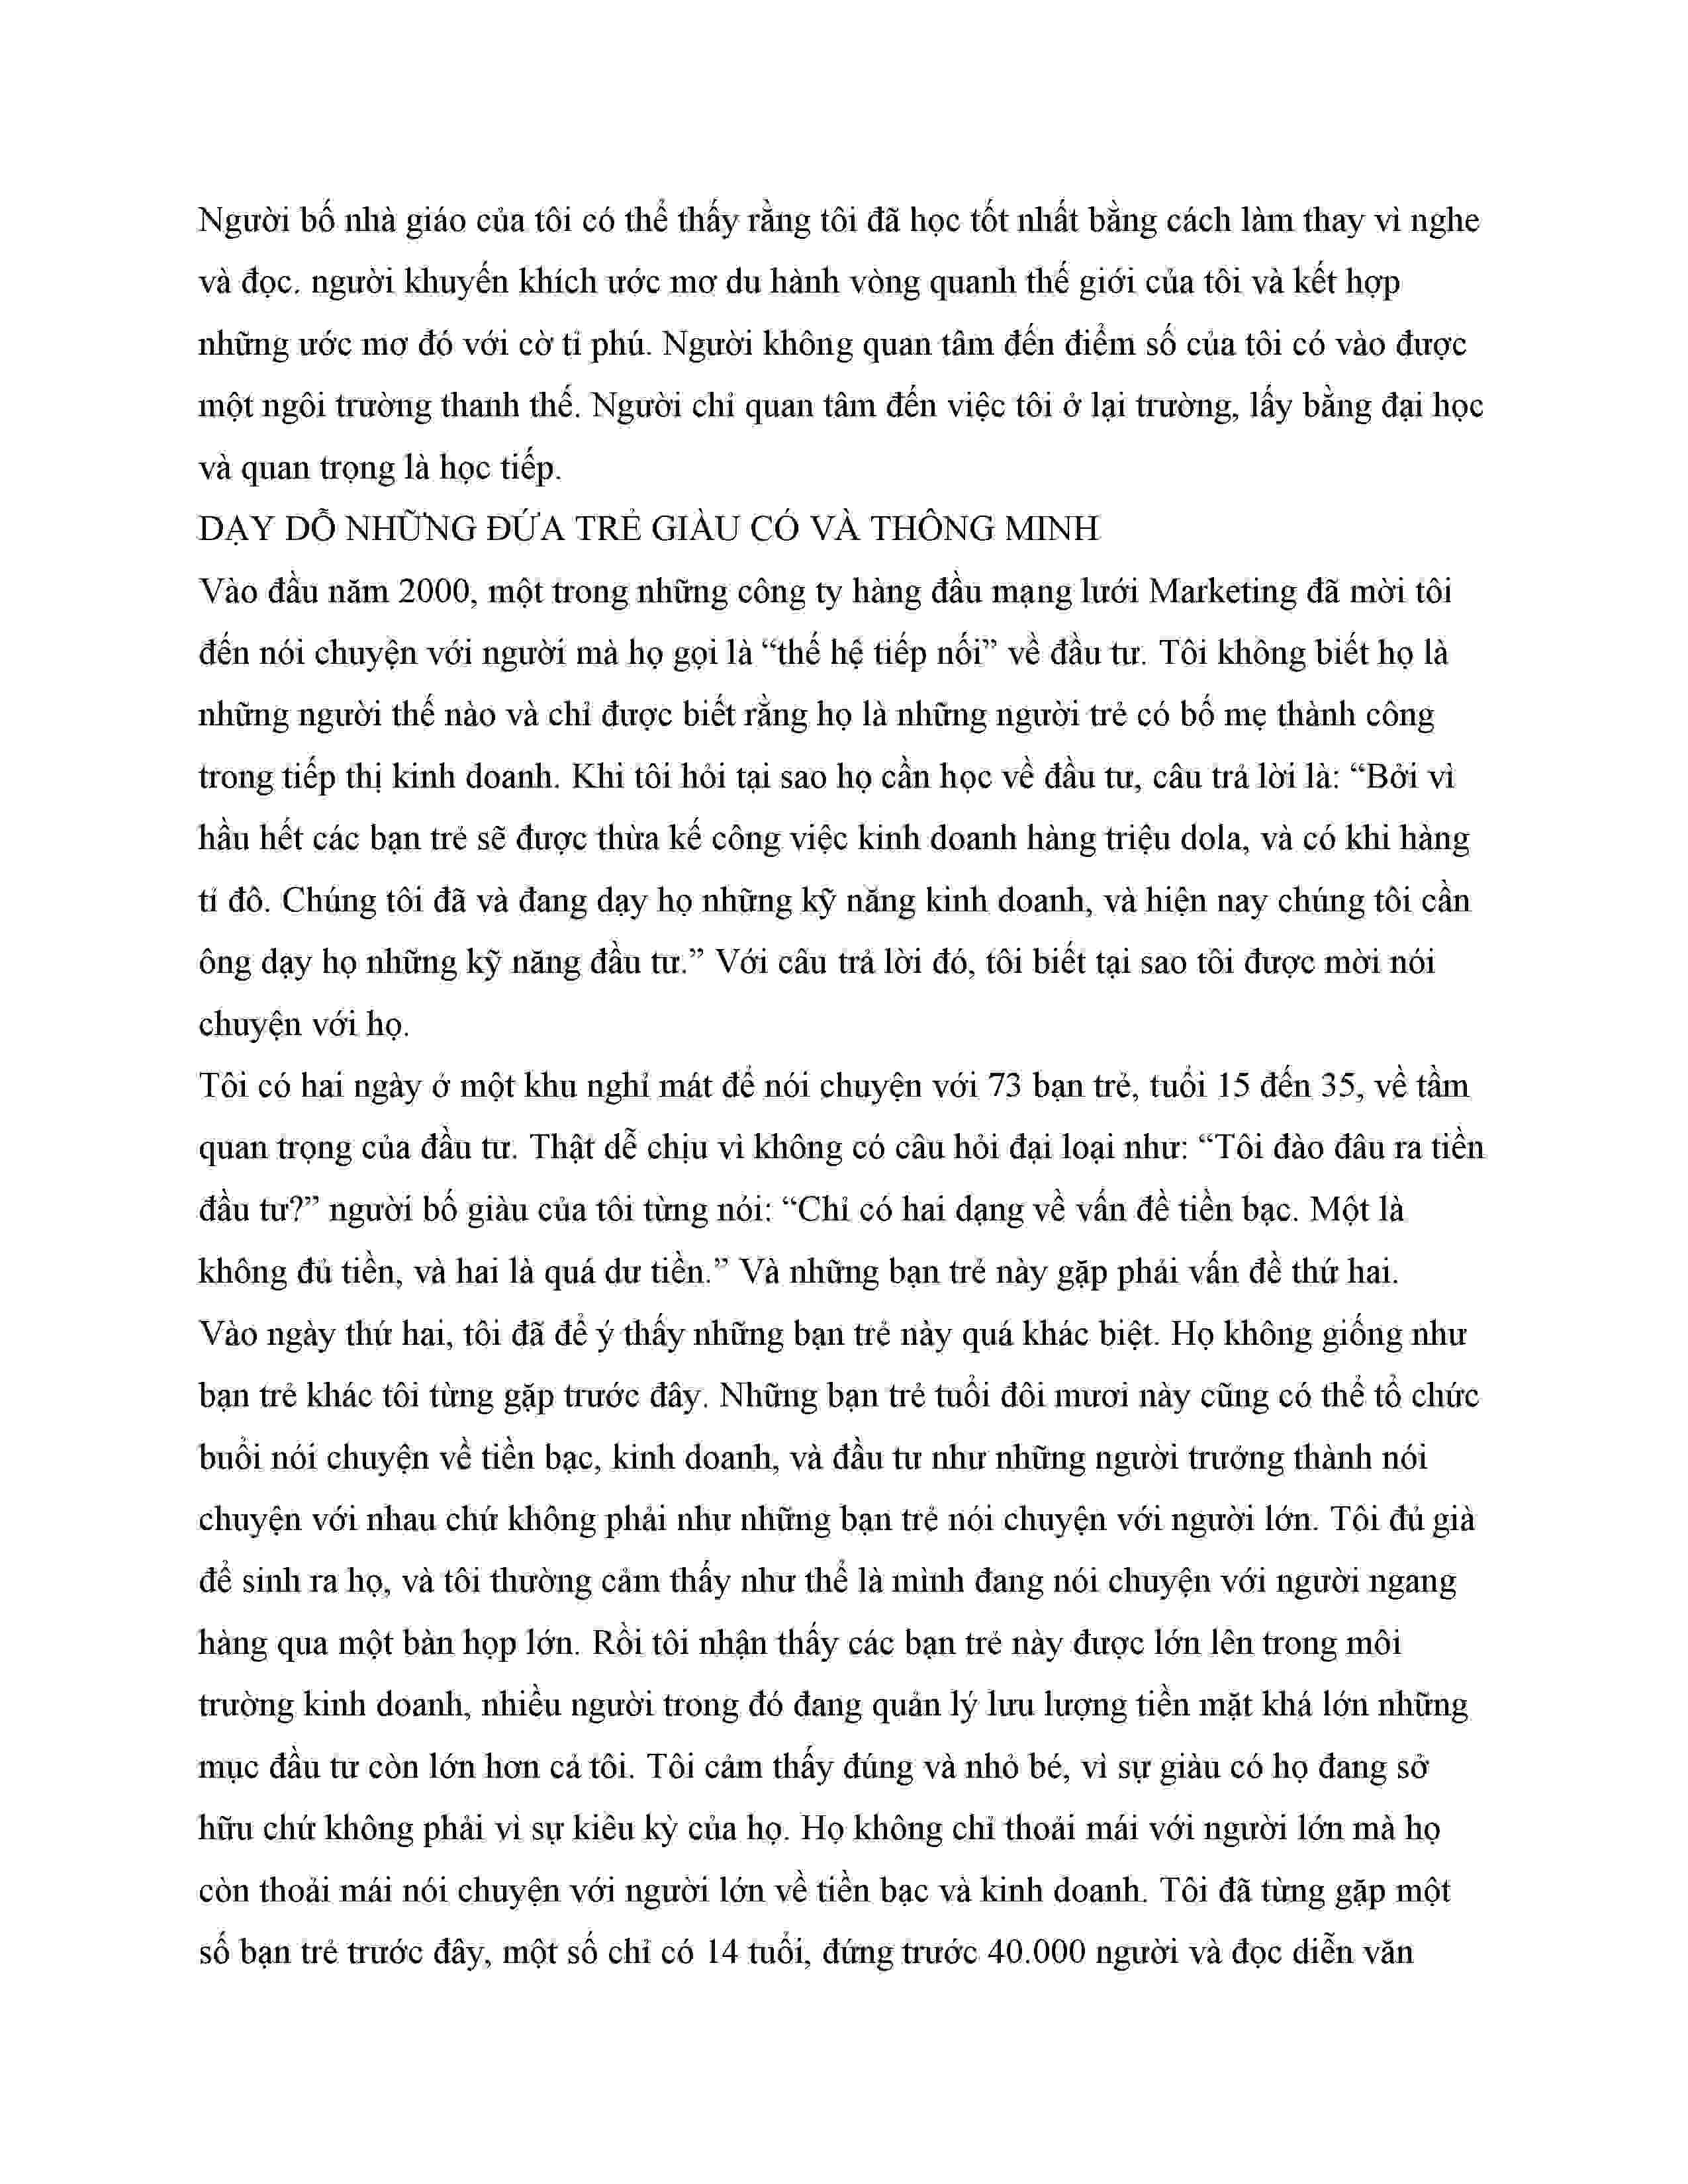 Người bố nhà giáo của tôi có thể thấy rằng tôi đã học tốt nhất bằng cách làm thay vì nghe
và đọc. người khuyến khích ước mơ du hành vòng quanh thế giới của tôi và kết hợp
những ước mơ đó với cờ tỉ phú. Người không quan tâm đến điểm số của tôi có vào được
một ngôi trường thanh thế. Người chỉ quan tâm đến việc tôi ở lại trường, lấy bằng đại học
và quan trọng là học tiếp.
DẠY DỖ NHỮNG ĐỨA TRẺ GIÀU CÓ VÀ THÔNG MINH
Vào đầu năm 2000, một trong những công ty hàng đầu mạng lưới Marketing đã mời tôi
đến nói chuyện với người mà họ gọi là “thế hệ tiếp nối” về đầu tư. Tôi không biết họ là
những người thế nào và chỉ được biết rằng họ là những người trẻ có bố mẹ thành công
trong tiếp thị kinh doanh. Khi tôi hỏi tại sao họ cần học về đầu tư, câu trả lời là: “Bởi vì
hầu hết các bạn trẻ sẽ được thừa kế công việc kinh doanh hàng triệu dola, và có khi hàng
tỉ đô. Chúng tôi đã và đang dạy họ những kỹ năng kinh doanh, và hiện nay chúng tôi cần
ông dạy họ những kỹ năng đầu tư.” Với câu trả lời đó, tôi biết tại sao tôi được mời nói
chuyện với họ.
Tôi có hai ngày ở một khu nghỉ mát để nói chuyện với 73 bạn trẻ, tuổi 15 đến 35, về tầm
quan trọng của đầu tư. Thật dễ chịu vì không có câu hỏi đại loại như: “Tôi đào đâu ra tiền
đầu tư?” người bố giàu của tôi từng nói: “Chỉ có hai dạng về vấn đề tiền bạc. Một là
không đủ tiền, và hai là quá dư tiền.” Và những bạn trẻ này gặp phải vấn đề thứ hai.
Vào ngày thứ hai, tôi đã để ý thấy những bạn trẻ này quá khác biệt. Họ không giống như
bạn trẻ khác tôi từng gặp trước đây. Những bạn trẻ tuổi đôi mươi này cũng có thể tổ chức
buổi nói chuyện về tiền bạc, kinh doanh, và đầu tư như những người trưởng thành nói
chuyện với nhau chứ không phải như những bạn trẻ nói chuyện với người lớn. Tôi đủ già
để sinh ra họ, và tôi thường cảm thấy như thể là mình đang nói chuyện với người ngang
hàng qua một bàn họp lớn. Rồi tôi nhận thấy các bạn trẻ này được lớn lên trong môi
trường kinh doanh, nhiều người trong đó đang quản lý lưu lượng tiền mặt khá lớn những
mục đầu tư còn lớn hơn cả tôi. Tôi cảm thấy đúng và nhỏ bé, vì sự giàu có họ đang sở
hữu chứ không phải vì sự kiêu kỳ của họ. Họ không chỉ thoải mái với người lớn mà họ
còn thoải mái nói chuyện với người lớn về tiền bạc và kinh doanh. Tôi đã từng gặp một
số bạn trẻ trước đây, một số chỉ có 14 tuổi, đứng trước 40.000 người và đọc diễn văn